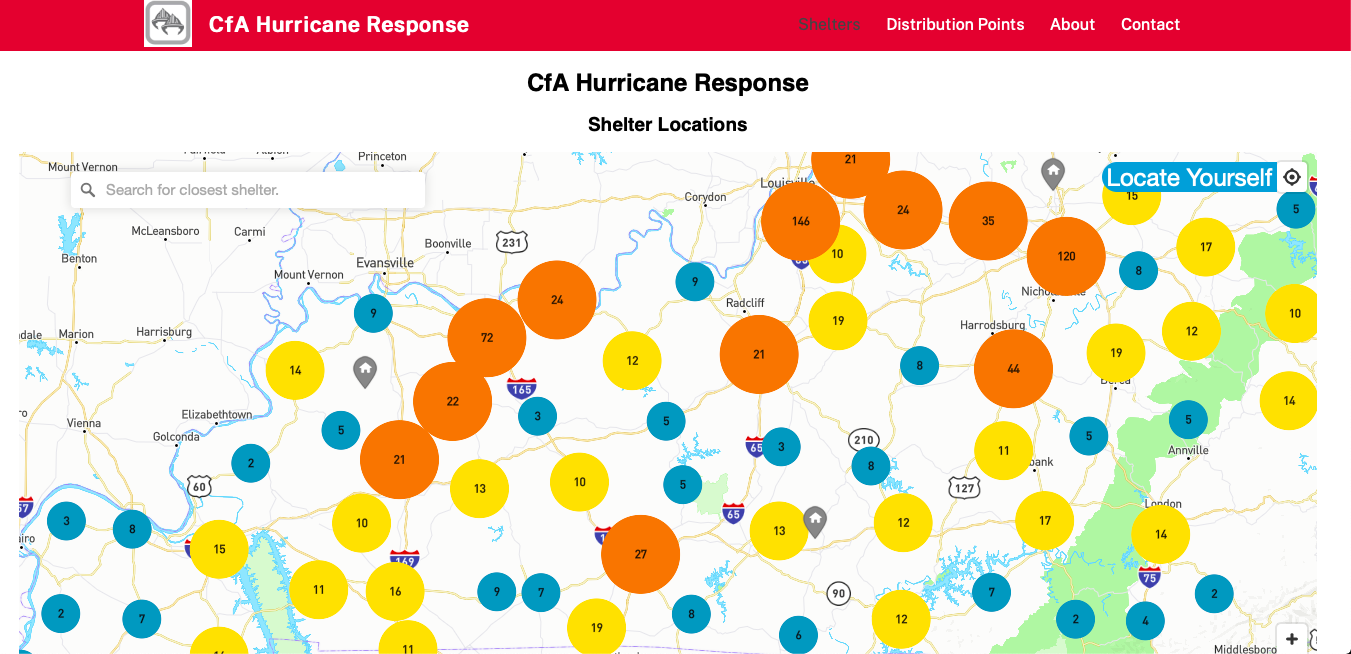 CfA Hurricane Response
Shelters
Distribution Points
About
Contact
CfA Hurricane Response
Shelter Locations
Princeton
Mount Vernon
21
Search for closest shelter.
Locate Yourself
Louisville
15
Corydon
24
5
146
35
McLeansboro
Carmi
231
Boonville
17
10
120
Benton
Evansville
8
Mount Vernon
9
24
Radcliff
9
10
19
Harrodsburg
12
Marion
Harrisburg
72
12
21
19
14
8
44
165
22
14
Elizabethtown
3
5
5
Vienna
5
Golconda
5
210
65
3
11
Annville
2
21
8
60
13
10
5
127
London
65
3
8
10
13
12
17
14
15
27
75
11
16
9
7
90
7
2
2
7
19
8
6
12
2
4
11
Middlesboro
+